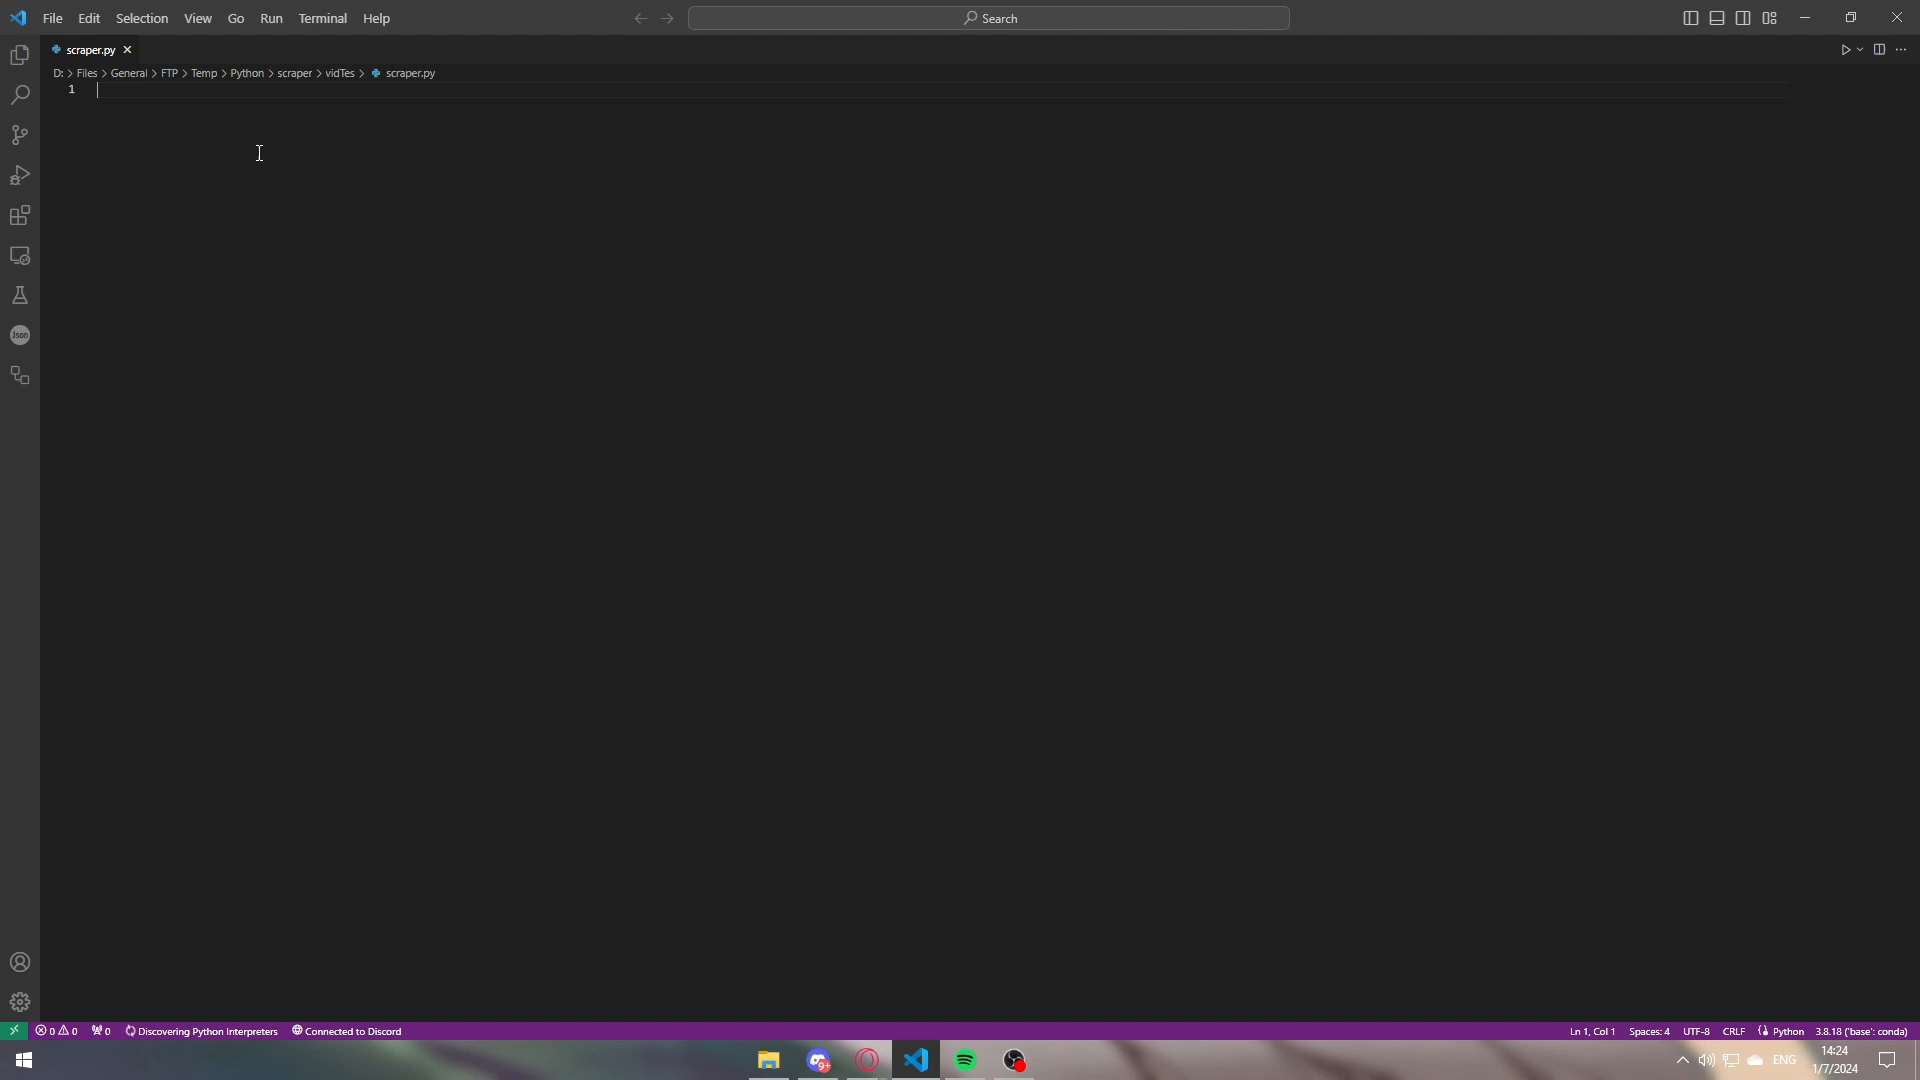 File Edit Selection View Go Run Terminal Help
Search
scraper.py
D: > Files > General > FTP > Temp > Python > scraper > vidTes > scraper.py
1
Json
0 0 0 Discovering Python Interpreters Connected to Discord
Ln 1, Col 1 Spaces: 4 UTF-8 CRLF Python 3.8.18 ('base': conda)
9+
ENG
14:24
1/7/2024